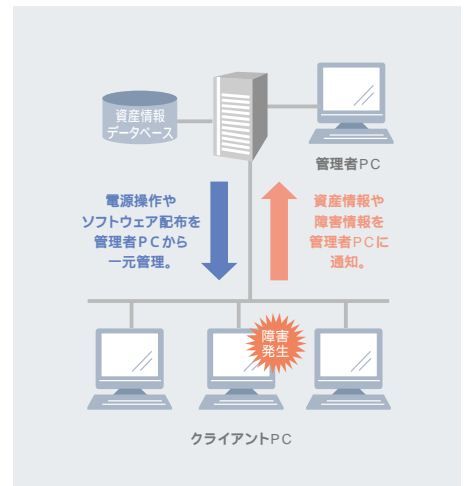 資産情報
データベース
管理者PC
電源操作や
ソフトウェア配布を
管理者PCから
一元管理。
資産情報や
障害情報を
管理者PCに
通知。
障害
発生
クライアントPC